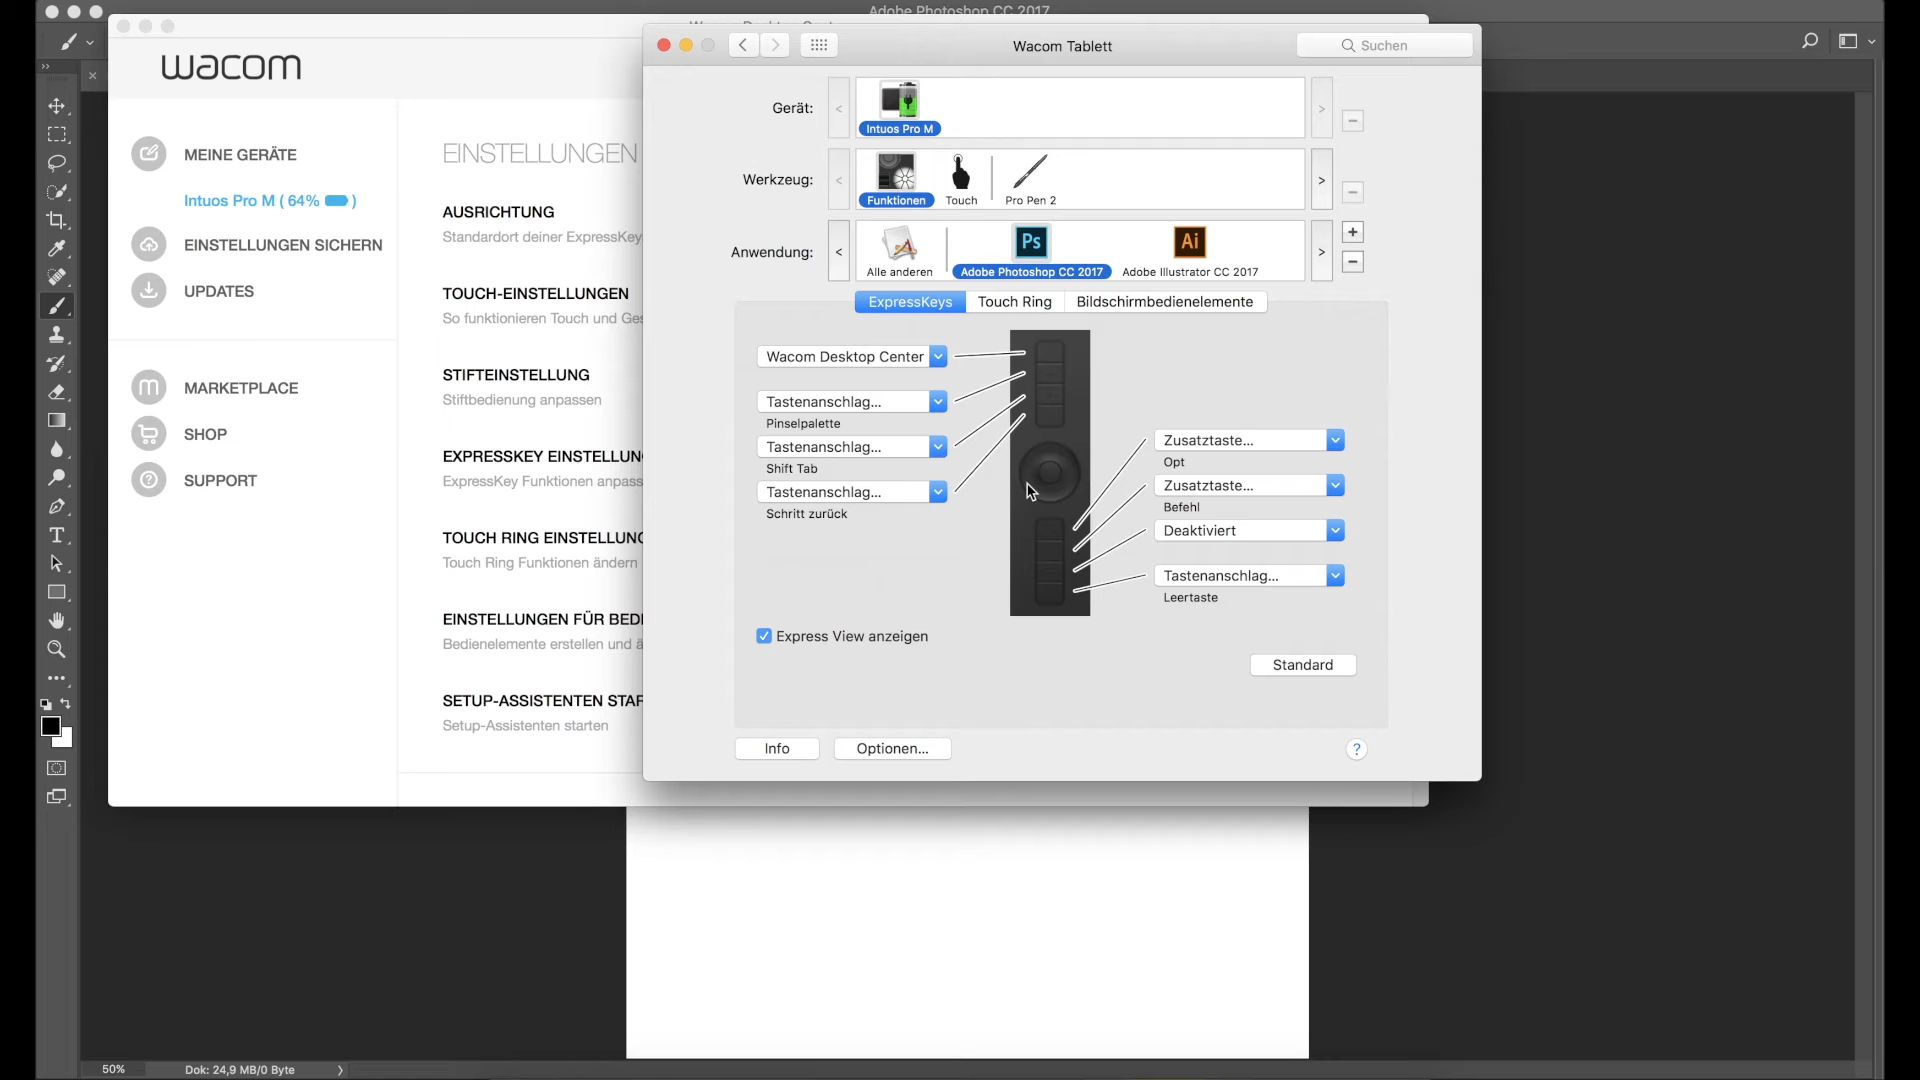 Adobe Photoshop CC 2017
wacom
MEINE GERÄTE
Intuos Pro M ( 64% )
EINSTELLUNGEN SICHERN
UPDATES
MARKETPLACE
SHOP
SUPPORT
EINSTELLUNGEN
AUSRICHTUNG
Standardort deiner ExpressKey
TOUCH-EINSTELLUNGEN
So funktionieren Touch und Ges
STIFTEINSTELLUNG
Stiftbedienung anpassen
EXPRESSKEY EINSTELLUN
ExpressKey Funktionen anpass
TOUCH RING EINSTELLUNG
Touch Ring Funktionen ändern
EINSTELLUNGEN FÜR BEDI
Bedienelemente erstellen und ä
SETUP-ASSISTENTEN STAR
Setup-Assistenten starten
Wacom Tablett
Suchen
Gerät:
Intuos Pro M
Werkzeug:
Funktionen
Touch
Pro Pen 2
Anwendung:
Ps
Ai
Alle anderen
Adobe Photoshop CC 2017
Adobe Illustrator CC 2017
ExpressKeys
Touch Ring
Bildschirmbedienelemente
Wacom Desktop Center
Tastenanschlag...
Pinselpalette
Tastenanschlag...
Shift Tab
Tastenanschlag...
Schritt zurück
Zusatztaste...
Opt
Zusatztaste...
Befehl
Deaktiviert
Tastenanschlag...
Leertaste
Express View anzeigen
Standard
Info
Optionen...
?
50%
Dok: 24,9 MB/0 Byte